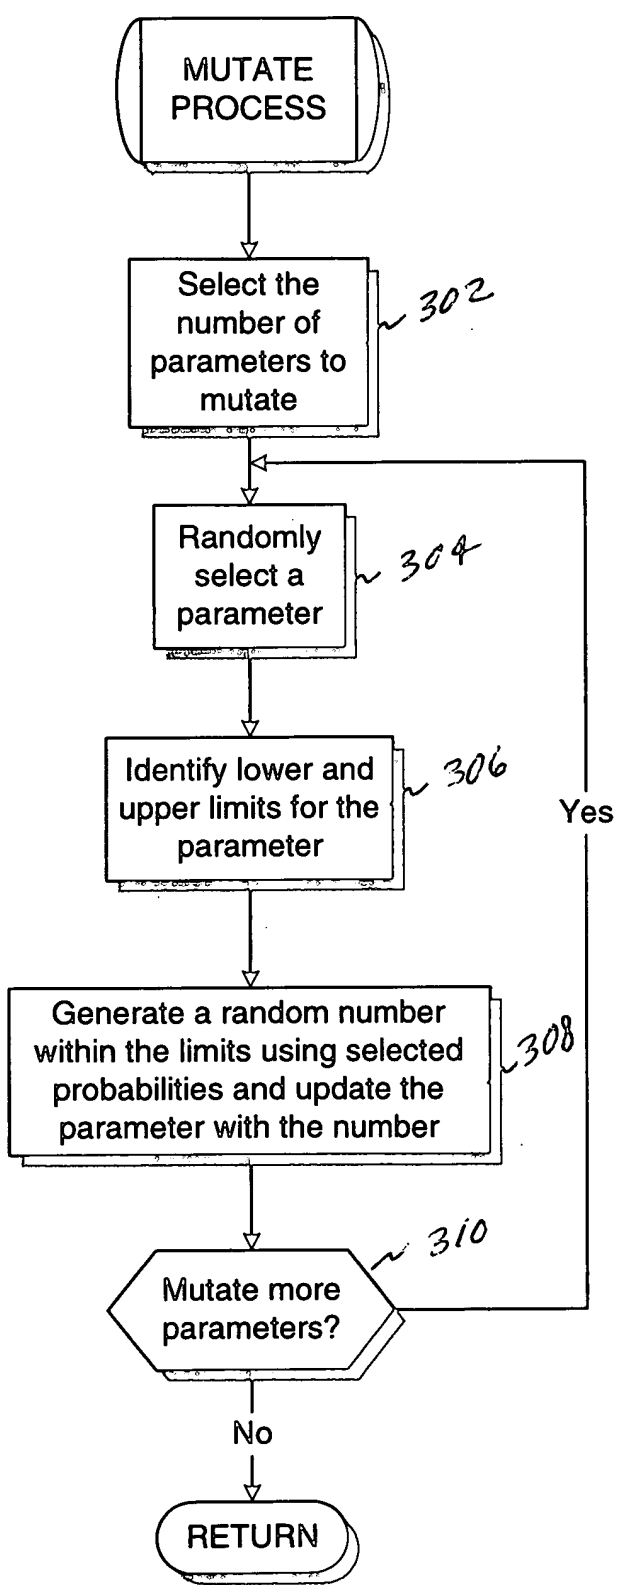 MUTATE
PROCESS
Select the
number of
parameters to
mutate
302
Randomly
select a
parameter
304
Identify lower and
upper limits for the
parameter
306
Yes
Generate a random number
within the limits using selected
probabilities and update the
parameter with the number
308
Mutate more
parameters?
310
No
RETURN